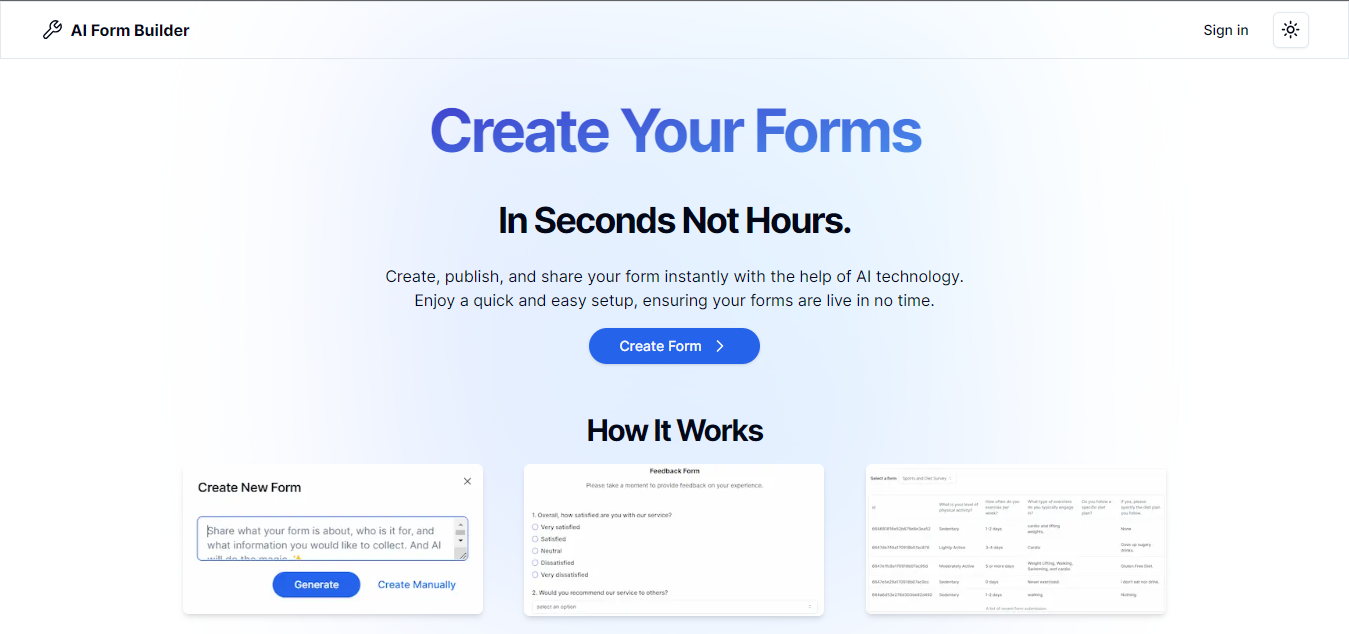 AI Form Builder
Sign in
Create Your Forms
In Seconds Not Hours.
Create, publish, and share your form instantly with the help of AI technology.
Enjoy a quick and easy setup, ensuring your forms are live in no time.
Create Form
How It Works
Create New Form
Share what your form is about, who is it for, and
what information you would like to collect. And AI
will do the magic ✨
Generate
Create Manually
Feedback Form
Please take a moment to provide feedback on your experience.
1. Overall, how satisfied are you with our service?
Very satisfied
Satisfied
Neutral
Dissatisfied
Very dissatisfied
2. Would you recommend our service to others?
select an option
Select a form: Sports and Diet Survey
What is your level of
physical activity?
How often do you
exercise per
week?
What type of exercises
do you typically engage
in?
Do you follow a
specific diet
plan?
If yes, please
specify the diet plan
you follow
Sedentary
1-2 days
cardio and lifting
weights.
None
Lightly Active
3-4 days
Cardio
Gave up sugary
drinks.
Moderately Active
5 or more days
Weight Lifting, Walking,
Swimming, and cardio
Gluten Free Diet.
Sedentary
0 days
Never exercised.
I don't eat nor drive.
Sedentary
1-2 days
walking
Nothing
A list of recent form submission.